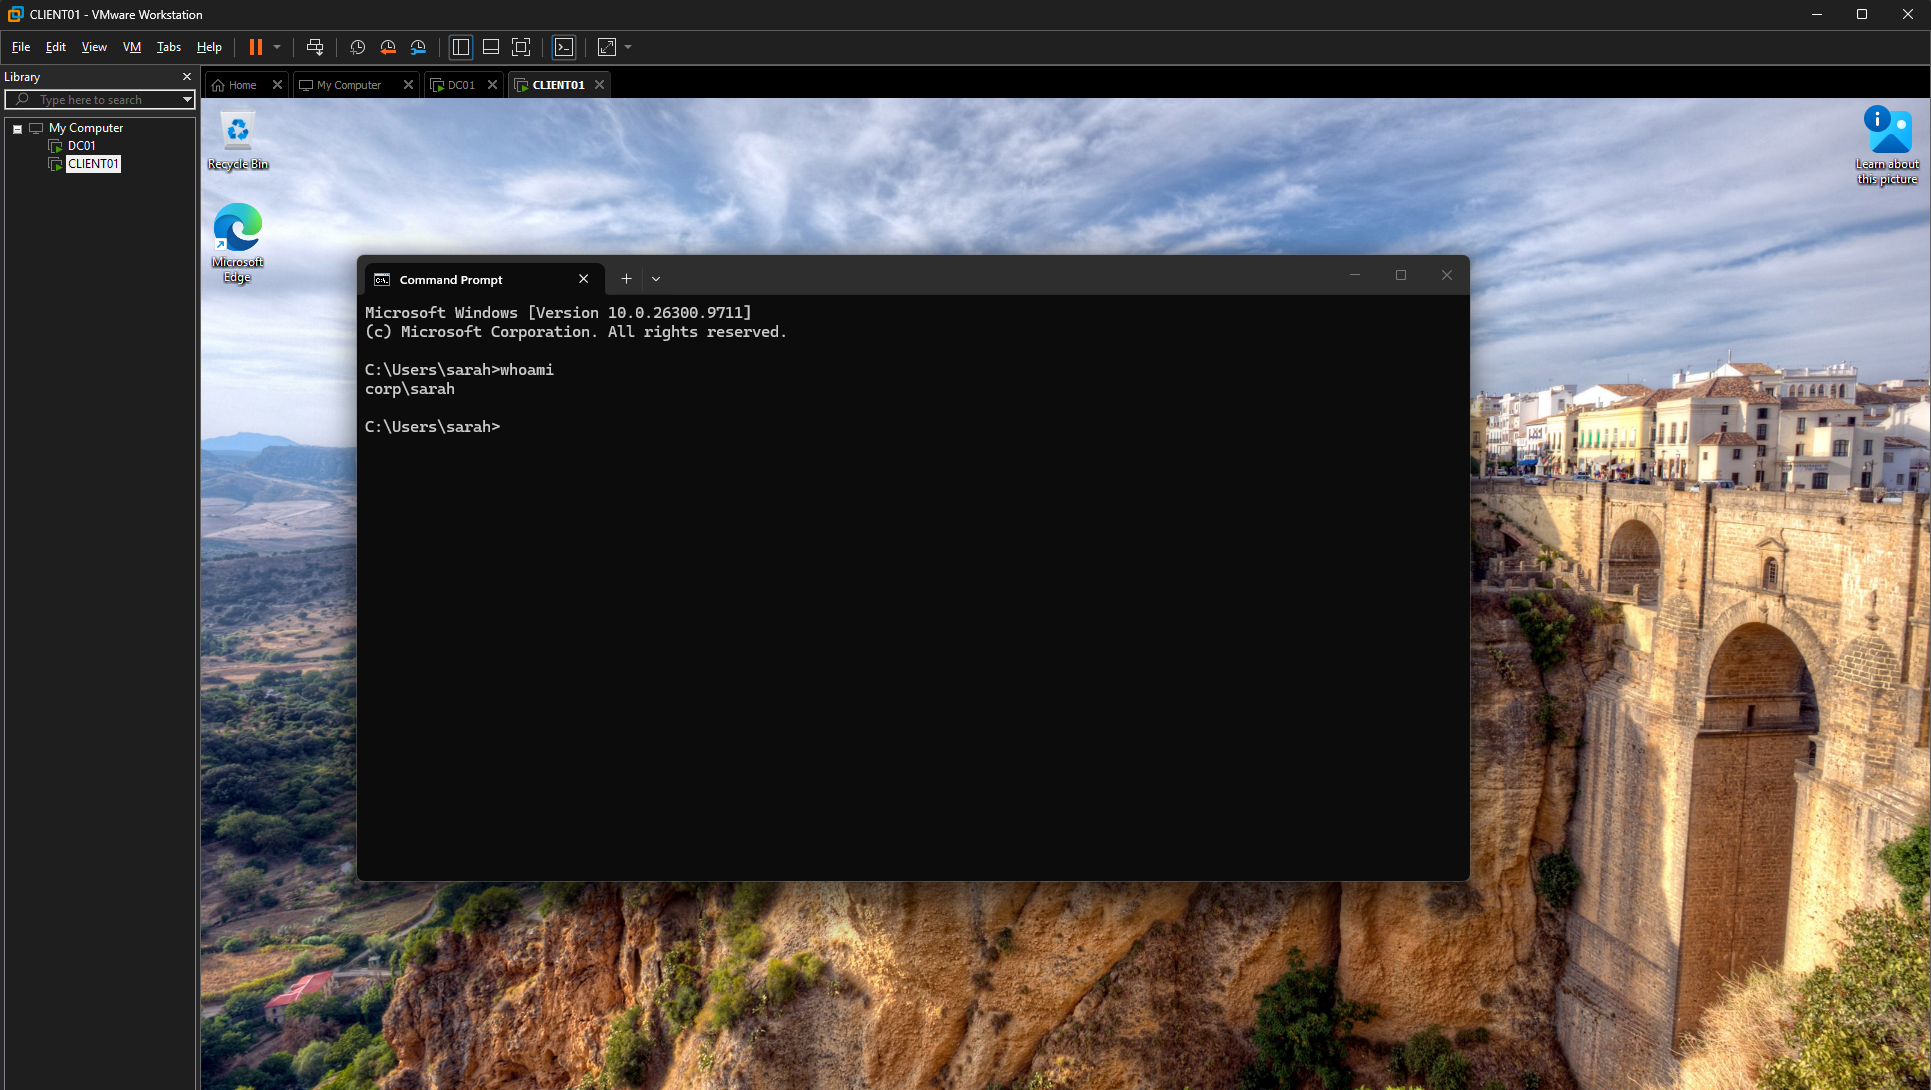 CLIENT01 - VMware Workstation
File Edit View VM Tabs Help
Library
Type here to search
My Computer
DC01
CLIENT01
Home
My Computer
DC01
CLIENT01
Recycle Bin
Microsoft
Edge
Learn about
this picture
Command Prompt
Microsoft Windows [Version 10.0.26300.9711]
(c) Microsoft Corporation. All rights reserved.
C:\Users\sarah>whoami
corp\sarah
C:\Users\sarah>